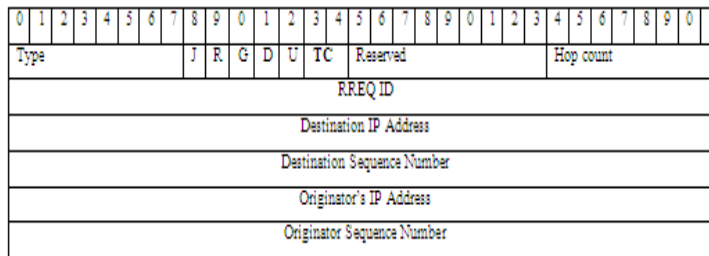 0 1 2 3 4 5 6 7 8 9 0 1 2 3 4 5 6 7 8 9 0 1 2 3 4 5 6 7 8 9 0
Type J R G D U TC Reserved Hop count
RREQ ID
Destination IP Address
Destination Sequence Number
Originator's IP Address
Originator Sequence Number